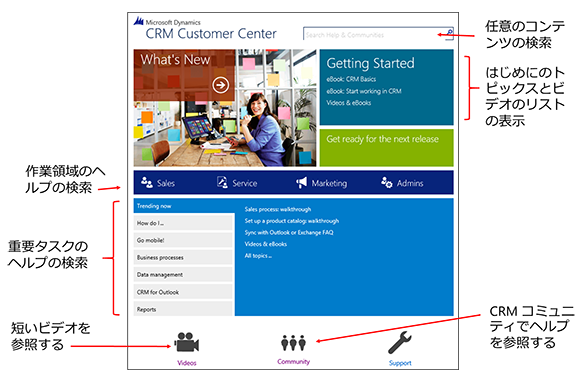 Microsoft Dynamics
CRM Customer Center
Search Help & Communities
任意のコンテ
ンツの検索
What's New
Getting Started
eBook: CRM Basics
eBook: Start working in CRM
Videos & eBooks
はじめにのト
ピックスとビ
デオのリスト
の表示
Get ready for the next release
作業領域のヘ
ルプの検索
Sales
Service
Marketing
Admins
重要タスクの
ヘルプの検索
Trending now
How do I...
Go mobile!
Business processes
Data management
CRM for Outlook
Reports
Sales process: walkthrough
Set up a product catalog: walkthrough
Sync with Outlook or Exchange FAQ
Videos & eBooks
All topics...
短いビデオを
参照する
Videos
Community
Support
CRM コミュニ
ティでヘルプ
を参照する